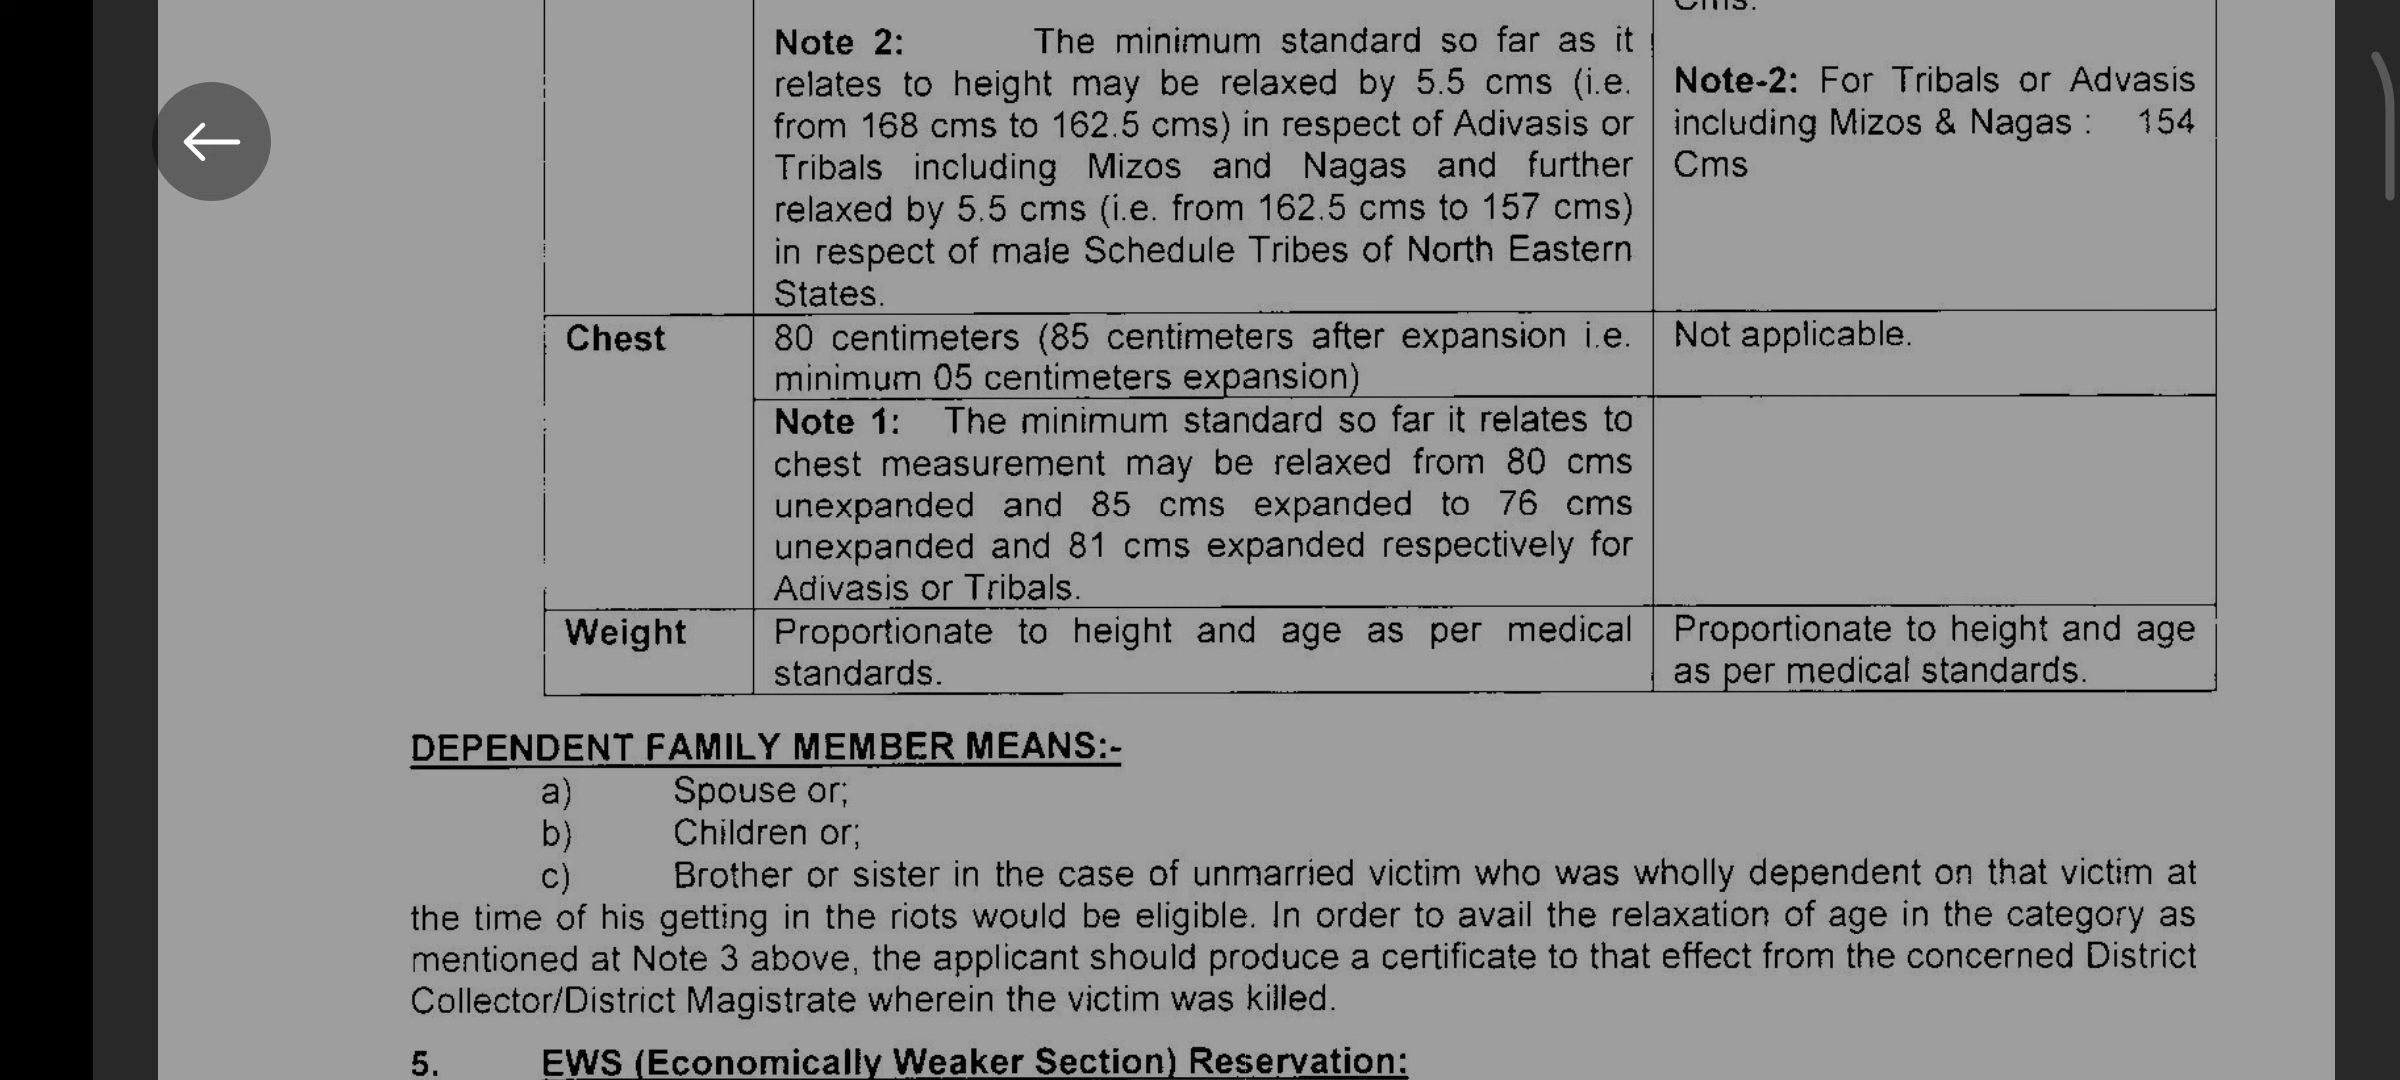 Cms.
Note 2: The minimum standard so far as it
relates to height may be relaxed by 5.5 cms (i.e.
from 168 cms to 162.5 cms) in respect of Adivasis or
Tribals including Mizos and Nagas and further
relaxed by 5.5 cms (i.e. from 162.5 cms to 157 cms)
in respect of male Schedule Tribes of North Eastern
States.
Note-2: For Tribals or Advasis
including Mizos & Nagas : 154
Cms
Chest
80 centimeters (85 centimeters after expansion i.e.
minimum 05 centimeters expansion)
Not applicable.
Note 1: The minimum standard so far it relates to
chest measurement may be relaxed from 80 cms
unexpanded and 85 cms expanded to 76 cms
unexpanded and 81 cms expanded respectively for
Adivasis or Tribals.
Weight
Proportionate to height and age as per medical
standards.
Proportionate to height and age
as per medical standards.
DEPENDENT FAMILY MEMBER MEANS:-
a) Spouse or;
b) Children or;
c) Brother or sister in the case of unmarried victim who was wholly dependent on that victim at
the time of his getting in the riots would be eligible. In order to avail the relaxation of age in the category as
mentioned at Note 3 above, the applicant should produce a certificate to that effect from the concerned District
Collector/District Magistrate wherein the victim was killed.
5. EWS (Economically Weaker Section) Reservation: